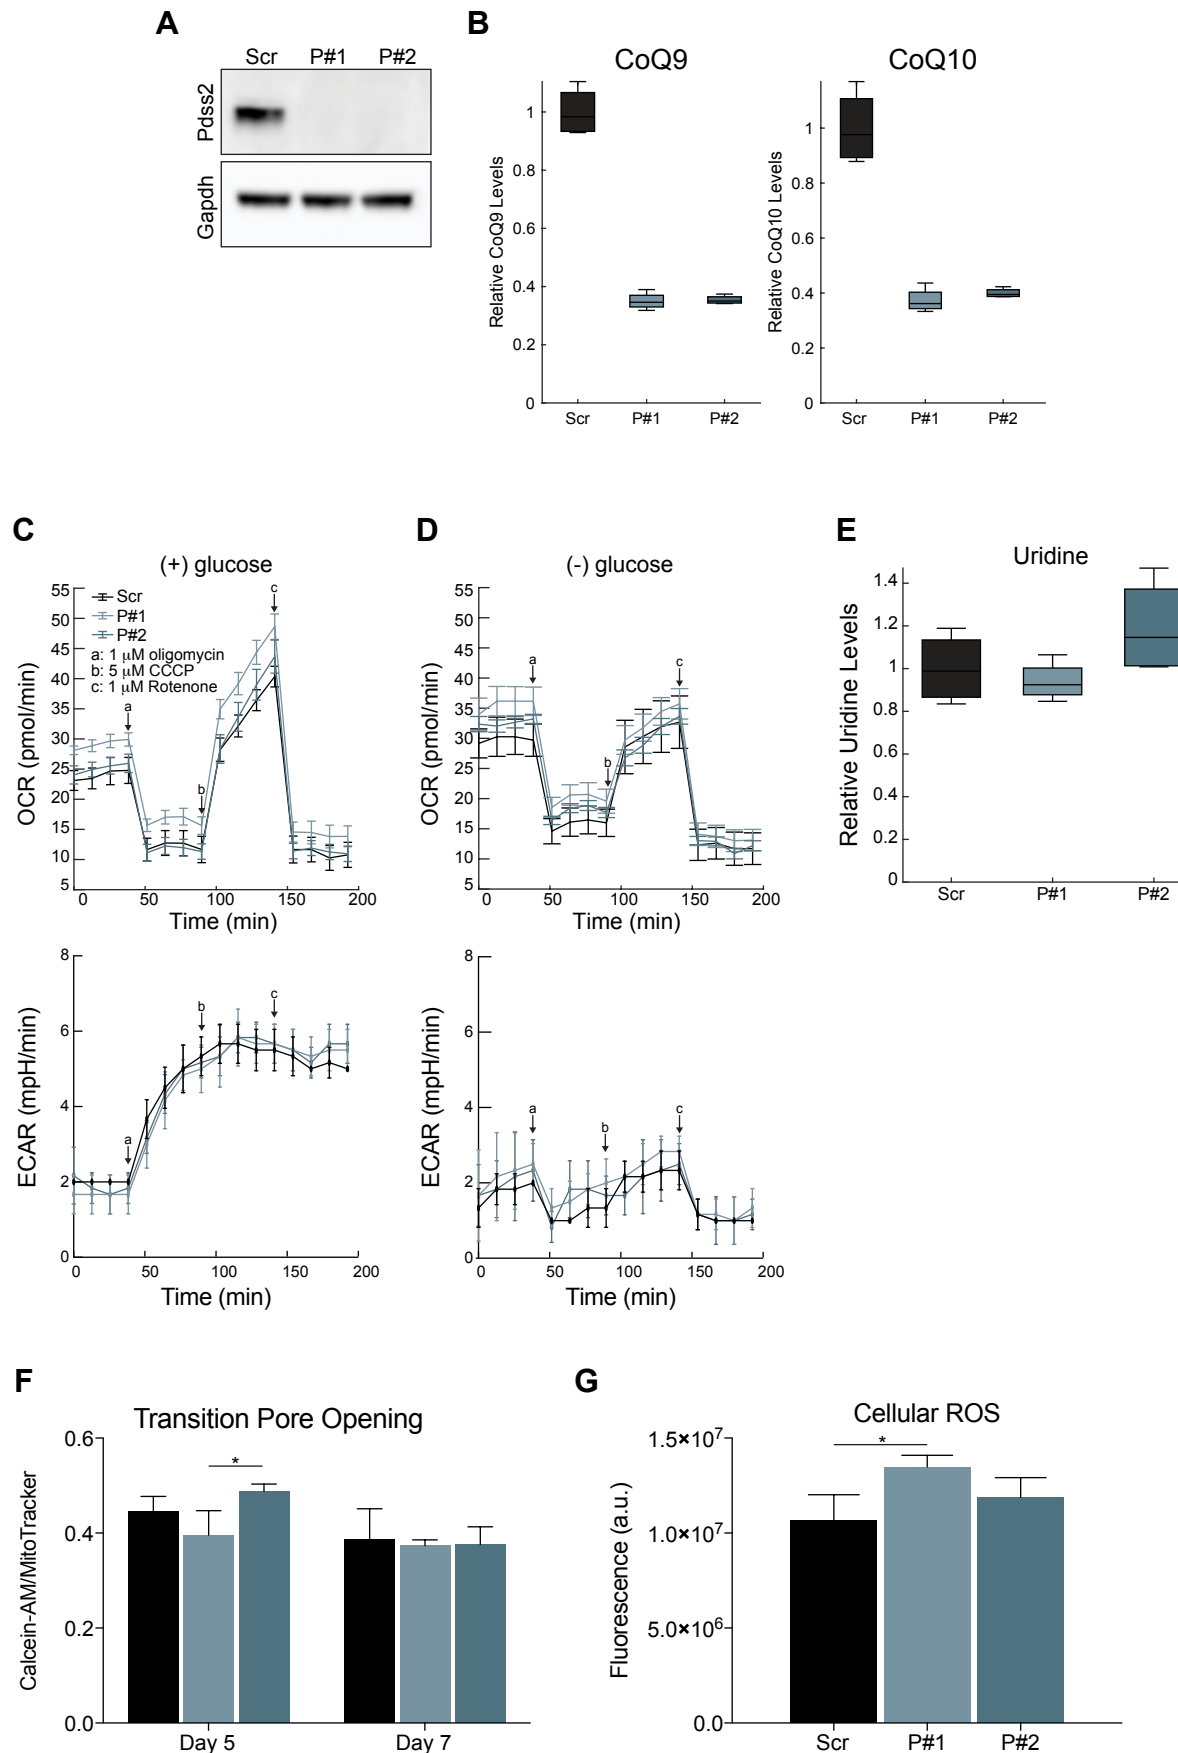 A
Scr P#1 P#2
Pdss2
Gapdh
B
CoQ9
Relative CoQ9 Levels
1
0.8
0.6
0.4
0.2
0
Scr P#1 P#2
CoQ10
Relative CoQ10 Levels
1
0.8
0.6
0.4
0.2
0
Scr P#1 P#2
C
(+) glucose
OCR (pmol/min)
55
50
45
40
35
30
25
20
15
10
5
Scr
P#1
P#2
a: 1 μM oligomycin
b: 5 μM CCCP
c: 1 μM Rotenone
a
b
c
0 50 100 150 200
Time (min)
ECAR (mpH/min)
8
6
4
2
0
a
b
c
0 50 100 150 200
Time (min)
D
(-) glucose
OCR (pmol/min)
55
50
45
40
35
30
25
20
15
10
5
a
b
c
0 50 100 150 200
Time (min)
ECAR (mpH/min)
8
6
4
2
0
a
b
c
0 50 100 150 200
Time (min)
E
Uridine
Relative Uridine Levels
1.4
1.2
1
0.8
0.6
0.4
0.2
0
Scr P#1 P#2
F
Transition Pore Opening
Calcein-AM/MitoTracker
0.6
0.4
0.2
0.0
*
Day 5 Day 7
G
Cellular ROS
Fluorescence (a.u.)
1.5×10⁷
1.0×10⁷
5.0×10⁶
0.0
*
Scr P#1 P#2